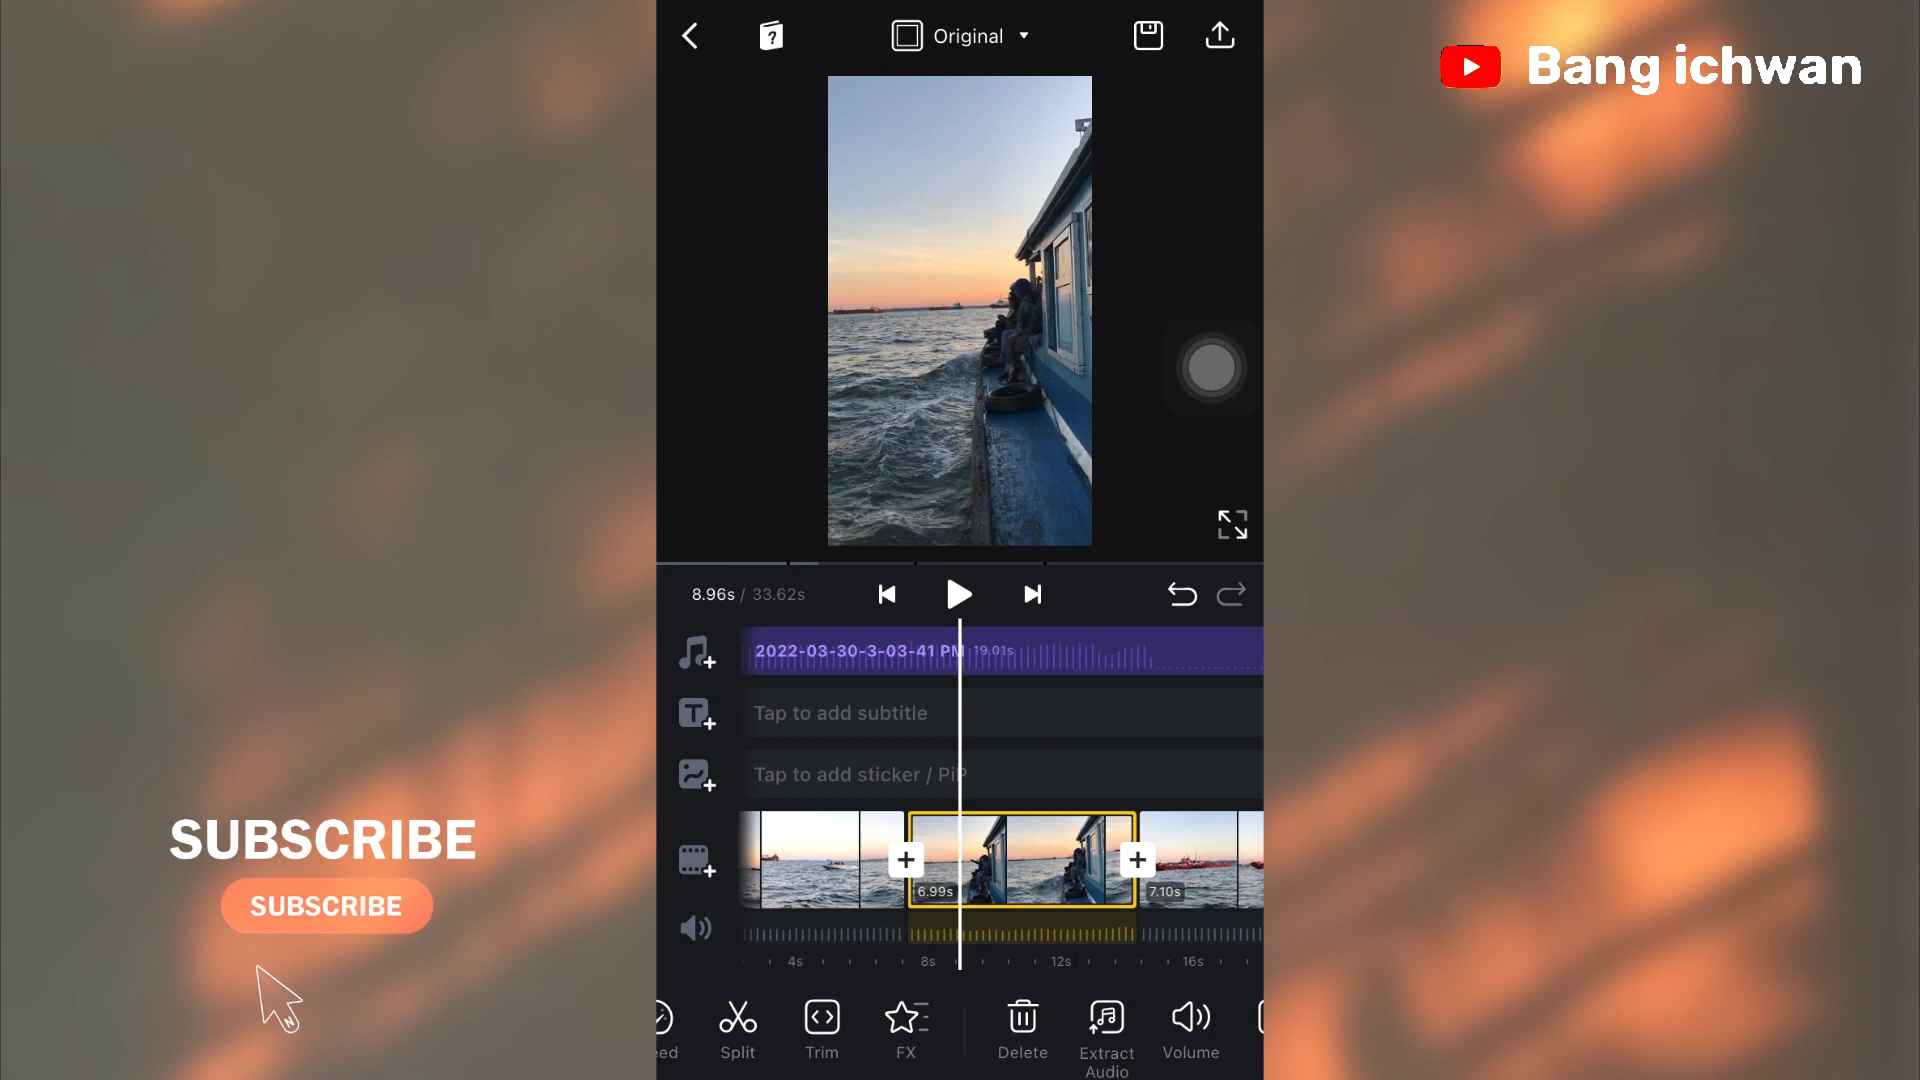 Original
Bang ichwan
8.96s / 33.62s
2022-03-30-3-03-41 PM 19.01s
Tap to add subtitle
Tap to add sticker / PiP
6.99s
7.10s
4s 8s 12s 16s
SUBSCRIBE
SUBSCRIBE
eed Split Trim FX Delete Extract Audio Volume